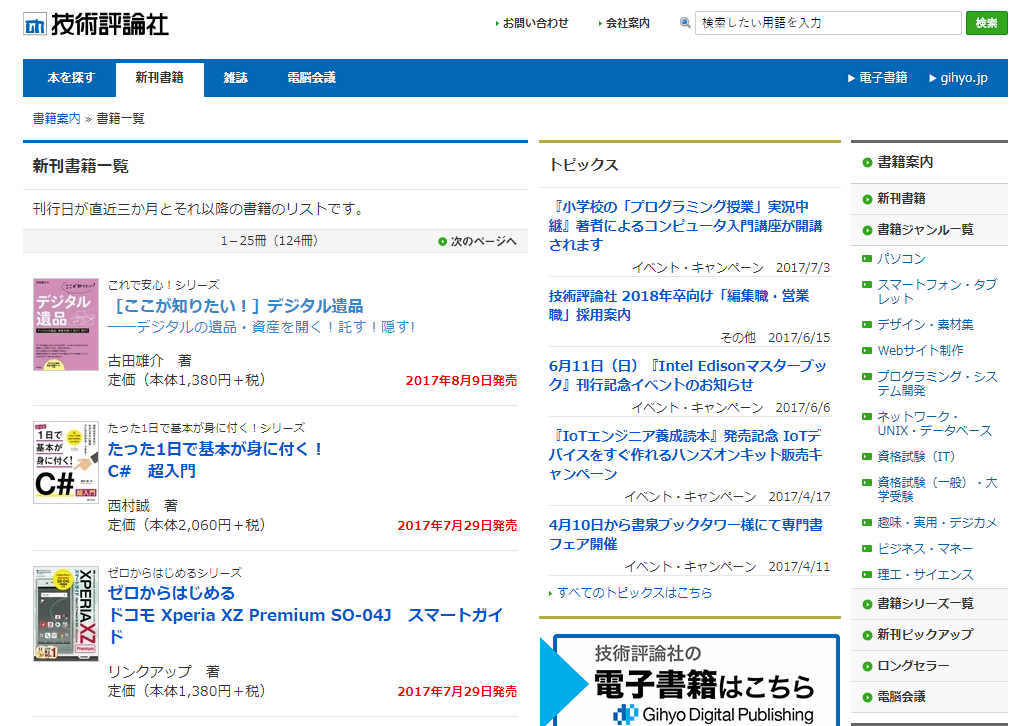 技術評論社
お問い合わせ
会社案内
検索したい用語を入力
検索
本を探す
新刊書籍
雑誌
電脳会議
電子書籍
gihyo.jp
書籍案内 » 書籍一覧
新刊書籍一覧
刊行日が直近三か月とそれ以降の書籍のリストです。
1－25冊（124冊）
次のページへ
デジタル
遺品
これで安心！シリーズ
［ここが知りたい！］デジタル遺品
――デジタルの遺品・資産を開く！託す！隠す！
古田雄介　著
定価（本体1,380円＋税）
2017年8月9日発売
1日で
基本が
身に付く！
C#
超入門
たった1日で基本が身に付く！シリーズ
たった1日で基本が身に付く！
C#　超入門
西村誠　著
定価（本体2,060円＋税）
2017年7月29日発売
XPERIA XZ
Premium
ゼロからはじめるシリーズ
ゼロからはじめる
ドコモ Xperia XZ Premium SO-04J　スマートガイ
ド
リンクアップ　著
定価（本体1,380円＋税）
2017年7月29日発売
トピックス
『小学校の「プログラミング授業」実況中
継』著者によるコンピュータ入門講座が開講
されます
イベント・キャンペーン　2017/7/3
技術評論社 2018年卒向け「編集職・営業
職」採用案内
その他　2017/6/15
6月11日（日）『Intel Edisonマスターブッ
ク』刊行記念イベントのお知らせ
イベント・キャンペーン　2017/6/6
『IoTエンジニア養成読本』発売記念 IoTデ
バイスをすぐ作れるハンズオンキット販売キ
ャンペーン
イベント・キャンペーン　2017/4/17
4月10日から書泉ブックタワー様にて専門書
フェア開催
イベント・キャンペーン　2017/4/11
すべてのトピックスはこちら
技術評論社の
電子書籍はこちら
Gihyo Digital Publishing
書籍案内
新刊書籍
書籍ジャンル一覧
パソコン
スマートフォン・タブ
レット
デザイン・素材集
Webサイト制作
プログラミング・シス
テム開発
ネットワーク・
UNIX・データベース
資格試験（IT）
資格試験（一般）・大
学受験
趣味・実用・デジカメ
ビジネス・マネー
理工・サイエンス
書籍シリーズ一覧
新刊ピックアップ
ロングセラー
電脳会議